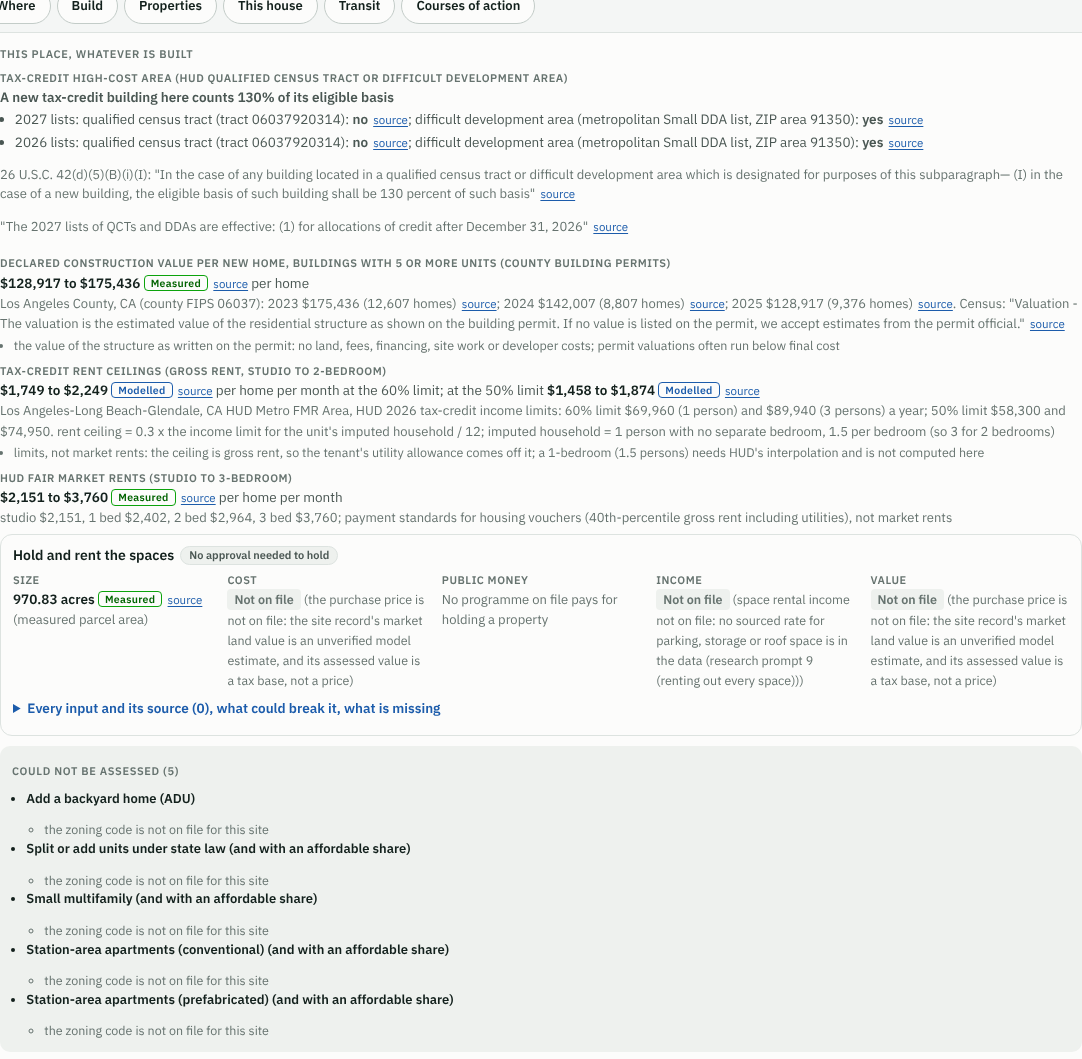 Where Build Properties This house Transit Courses of action
THIS PLACE, WHATEVER IS BUILT
TAX-CREDIT HIGH-COST AREA (HUD QUALIFIED CENSUS TRACT OR DIFFICULT DEVELOPMENT AREA)
A new tax-credit building here counts 130% of its eligible basis
• 2027 lists: qualified census tract (tract 06037920314): no source; difficult development area (metropolitan Small DDA list, ZIP area 91350): yes source
• 2026 lists: qualified census tract (tract 06037920314): no source; difficult development area (metropolitan Small DDA list, ZIP area 91350): yes source
26 U.S.C. 42(d)(5)(B)(i)(I): "In the case of any building located in a qualified census tract or difficult development area which is designated for purposes of this subparagraph— (I) in the
case of a new building, the eligible basis of such building shall be 130 percent of such basis" source
"The 2027 lists of QCTs and DDAs are effective: (1) for allocations of credit after December 31, 2026" source
DECLARED CONSTRUCTION VALUE PER NEW HOME, BUILDINGS WITH 5 OR MORE UNITS (COUNTY BUILDING PERMITS)
$128,917 to $175,436 Measured source per home
Los Angeles County, CA (county FIPS 06037): 2023 $175,436 (12,607 homes) source; 2024 $142,007 (8,807 homes) source; 2025 $128,917 (9,376 homes) source. Census: "Valuation -
The valuation is the estimated value of the residential structure as shown on the building permit. If no value is listed on the permit, we accept estimates from the permit official." source
• the value of the structure as written on the permit: no land, fees, financing, site work or developer costs; permit valuations often run below final cost
TAX-CREDIT RENT CEILINGS (GROSS RENT, STUDIO TO 2-BEDROOM)
$1,749 to $2,249 Modelled source per home per month at the 60% limit; at the 50% limit $1,458 to $1,874 Modelled source
Los Angeles-Long Beach-Glendale, CA HUD Metro FMR Area, HUD 2026 tax-credit income limits: 60% limit $69,960 (1 person) and $89,940 (3 persons) a year; 50% limit $58,300 and
$74,950. rent ceiling = 0.3 x the income limit for the unit's imputed household / 12; imputed household = 1 person with no separate bedroom, 1.5 per bedroom (so 3 for 2 bedrooms)
• limits, not market rents: the ceiling is gross rent, so the tenant's utility allowance comes off it; a 1-bedroom (1.5 persons) needs HUD's interpolation and is not computed here
HUD FAIR MARKET RENTS (STUDIO TO 3-BEDROOM)
$2,151 to $3,760 Measured source per home per month
studio $2,151, 1 bed $2,402, 2 bed $2,964, 3 bed $3,760; payment standards for housing vouchers (40th-percentile gross rent including utilities), not market rents
Hold and rent the spaces No approval needed to hold
SIZE
970.83 acres Measured source
(measured parcel area)
COST
Not on file (the purchase price is
not on file: the site record's market
land value is an unverified model
estimate, and its assessed value is
a tax base, not a price)
PUBLIC MONEY
No programme on file pays for
holding a property
INCOME
Not on file (space rental income
not on file: no sourced rate for
parking, storage or roof space is in
the data (research prompt 9
(renting out every space)))
VALUE
Not on file (the purchase price is
not on file: the site record's market
land value is an unverified model
estimate, and its assessed value is
a tax base, not a price)
▶ Every input and its source (0), what could break it, what is missing
COULD NOT BE ASSESSED (5)
• Add a backyard home (ADU)
◦ the zoning code is not on file for this site
• Split or add units under state law (and with an affordable share)
◦ the zoning code is not on file for this site
• Small multifamily (and with an affordable share)
◦ the zoning code is not on file for this site
• Station-area apartments (conventional) (and with an affordable share)
◦ the zoning code is not on file for this site
• Station-area apartments (prefabricated) (and with an affordable share)
◦ the zoning code is not on file for this site